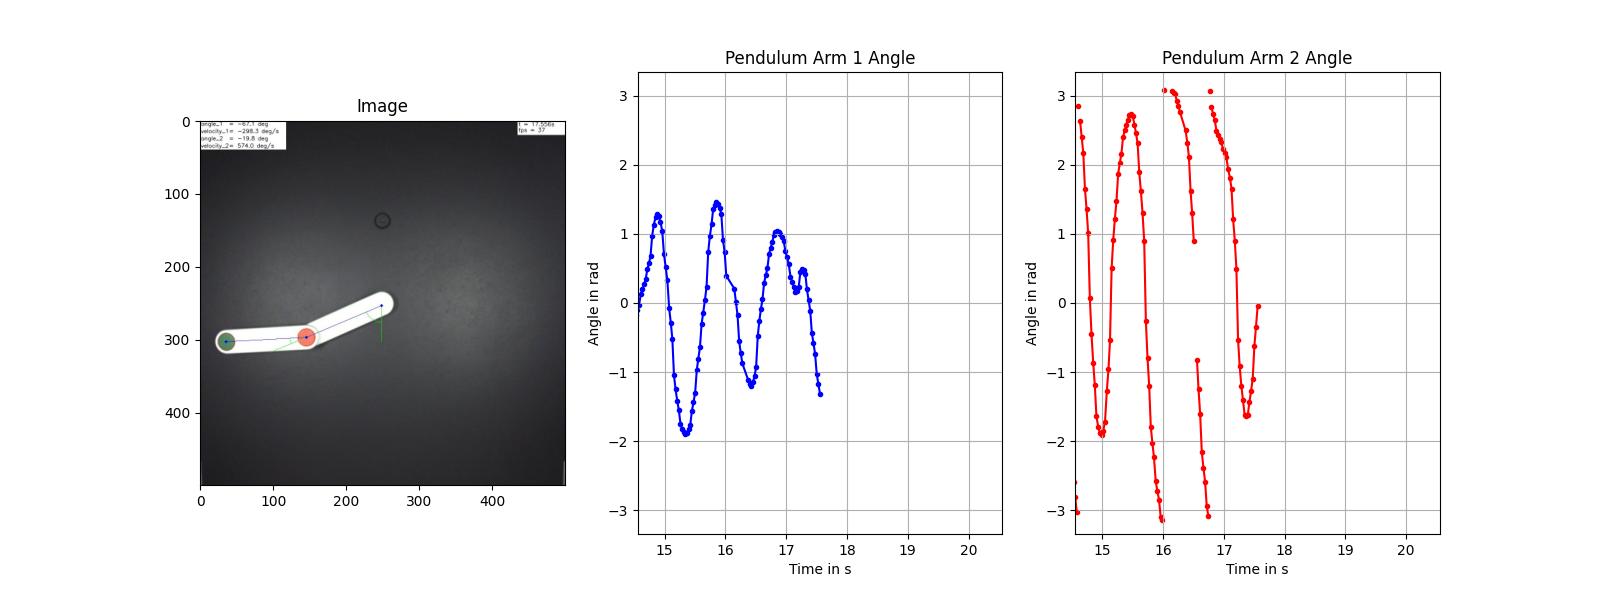 Image
angle_1 = −67.1 deg
velocity_1= −298.3 deg/s
angle_2 = −19.8 deg
velocity_2= 574.0 deg/s
t = 17.556s
fps = 37
0
100
200
300
400
0 100 200 300 400
Pendulum Arm 1 Angle
Angle in rad
3
2
1
0
−1
−2
−3
15 16 17 18 19 20
Time in s
Pendulum Arm 2 Angle
Angle in rad
3
2
1
0
−1
−2
−3
15 16 17 18 19 20
Time in s